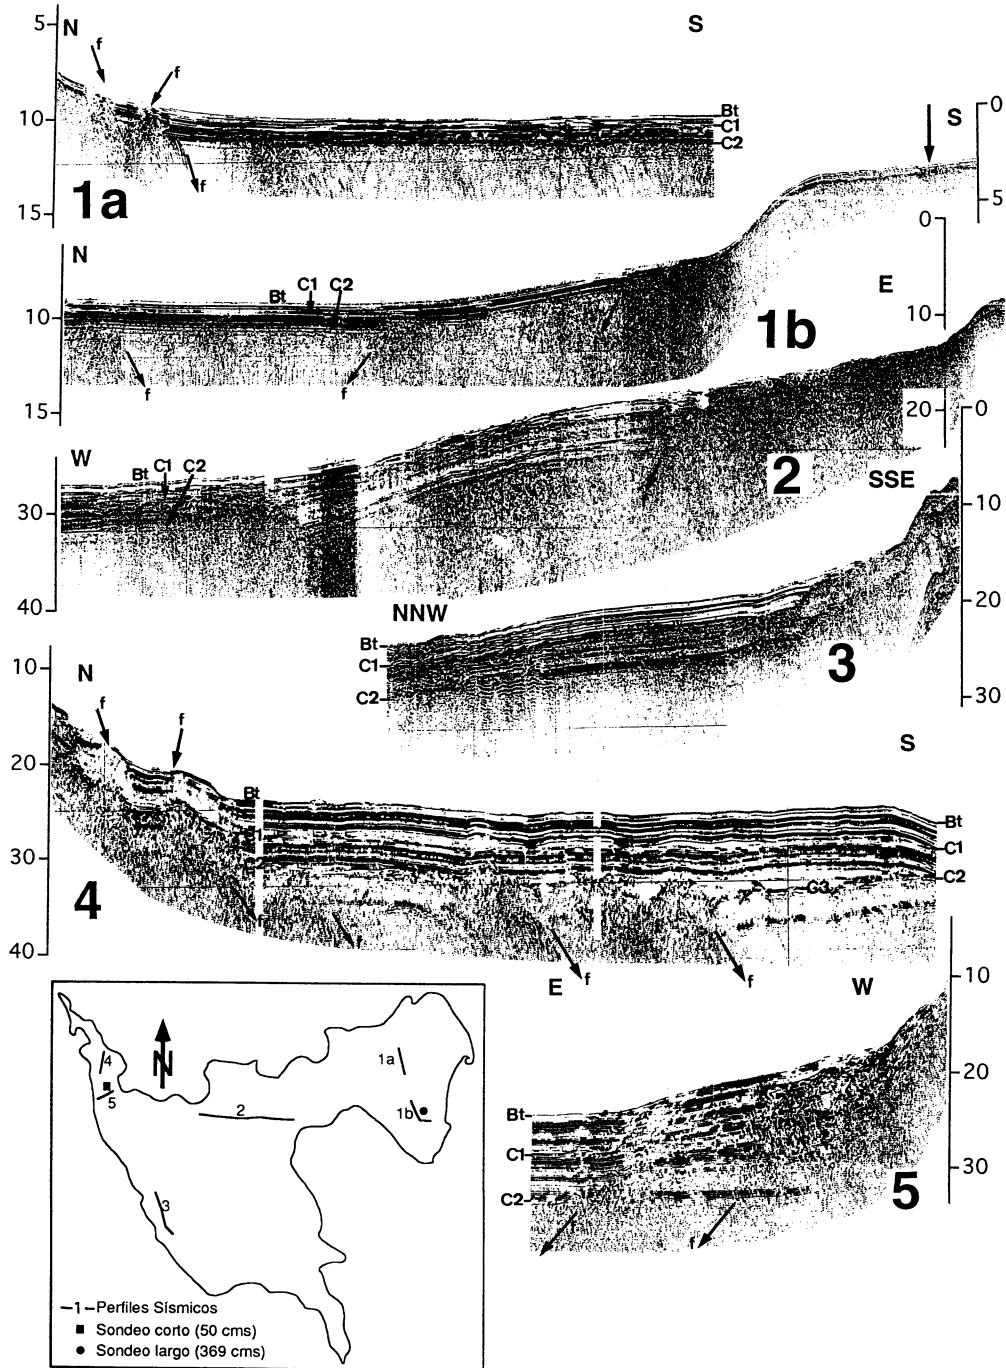 5
N
S
f
f
10
Bt
C1
C2
0
S
f
1a
15
5
0
N
Bt
C1
C2
E
10
10
1b
f
f
15
0
20
W
Bt
C1
C2
2
SSE
30
10
40
NNW
20
Bt
C1
C2
3
30
10
N
f
f
S
20
Bt
Bt
C1
C1
30
C2
C2
G3
4
f
f
f
40
E
W
10
20
Bt
C1
30
C2
5
f
f
N
4
5
1a
2
1b
3
–1– Perfiles Sísmicos
■ Sondeo corto (50 cms)
● Sondeo largo (369 cms)